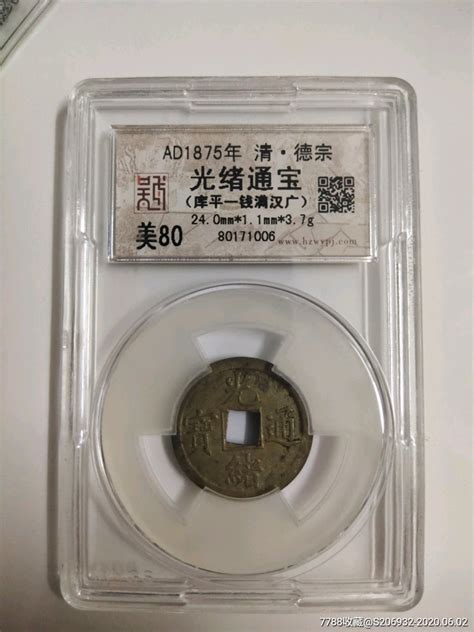 AD1875年 清·德宗
光绪通宝
(库平一钱满汉广)
24.0mm*1.1mm*3.7g
美80
80171006
www.hzwypj.com
光
寶 通
緒
7788收藏@S206932-2020.06.02